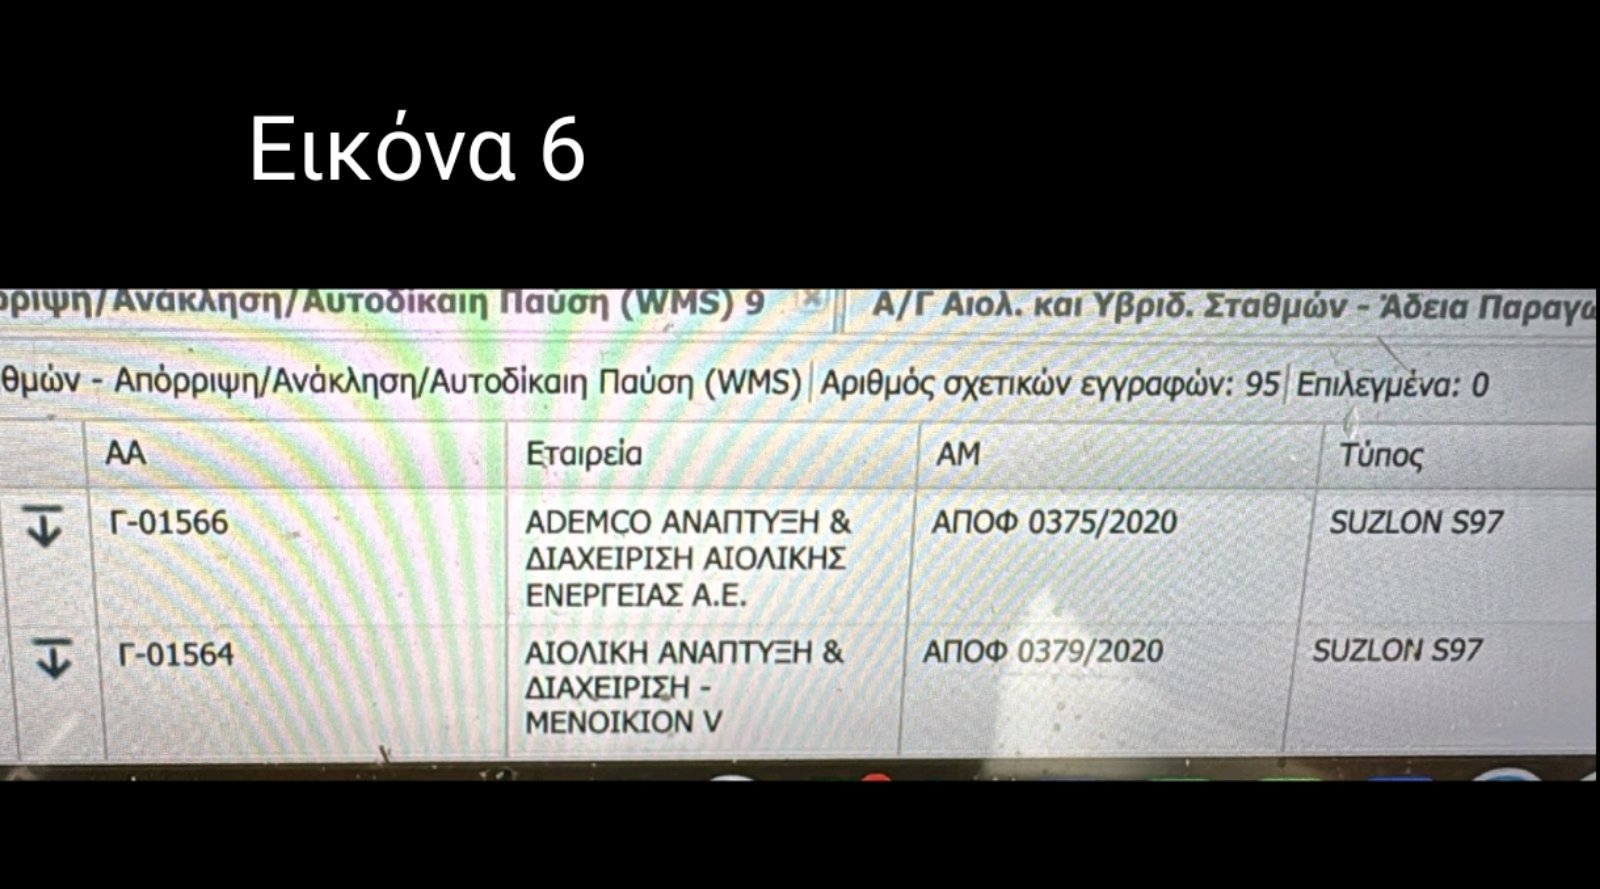 Εικόνα 6
όρριψη/Ανάκληση/Αυτοδίκαιη Παύση (WMS) 9 Α/Γ Αιολ. και Υβριδ. Σταθμών - Άδεια Παραγω
θμών - Απόρριψη/Ανάκληση/Αυτοδίκαιη Παύση (WMS) Αριθμός σχετικών εγγραφών: 95 Επιλεγμένα: 0
ΑΑ Εταιρεία ΑΜ Τύπος
Γ-01566 ADEMCO ΑΝΑΠΤΥΞΗ & ΑΠΟΦ 0375/2020 SUZLON S97
ΔΙΑΧΕΙΡΙΣΗ ΑΙΟΛΙΚΗΣ
ΕΝΕΡΓΕΙΑΣ Α.Ε.
Γ-01564 ΑΙΟΛΙΚΗ ΑΝΑΠΤΥΞΗ & ΑΠΟΦ 0379/2020 SUZLON S97
ΔΙΑΧΕΙΡΙΣΗ -
ΜΕΝΟΙΚΙΟΝ V